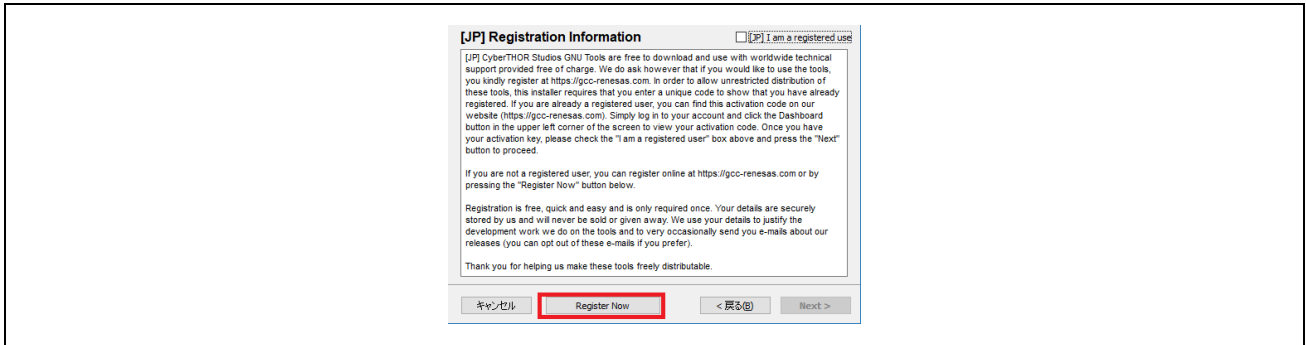 [JP] Registration Information
[JP] I am a registered use
[JP] CyberTHOR Studios GNU Tools are free to download and use with worldwide technical
support provided free of charge. We do ask however that if you would like to use the tools,
you kindly register at https://gcc-renesas.com. In order to allow unrestricted distribution of
these tools, this installer requires that you enter a unique code to show that you have already
registered. If you are already a registered user, you can find this activation code on our
website (https://gcc-renesas.com). Simply log in to your account and click the Dashboard
button in the upper left corner of the screen to view your activation code. Once you have
your activation key, please check the "I am a registered user" box above and press the "Next"
button to proceed.
If you are not a registered user, you can register online at https://gcc-renesas.com or by
pressing the "Register Now" button below.
Registration is free, quick and easy and is only required once. Your details are securely
stored by us and will never be sold or given away. We use your details to justify the
development work we do on the tools and to very occasionally send you e-mails about our
releases (you can opt out of these e-mails if you prefer).
Thank you for helping us make these tools freely distributable.
キャンセル
Register Now
< 戻る(B)
Next >